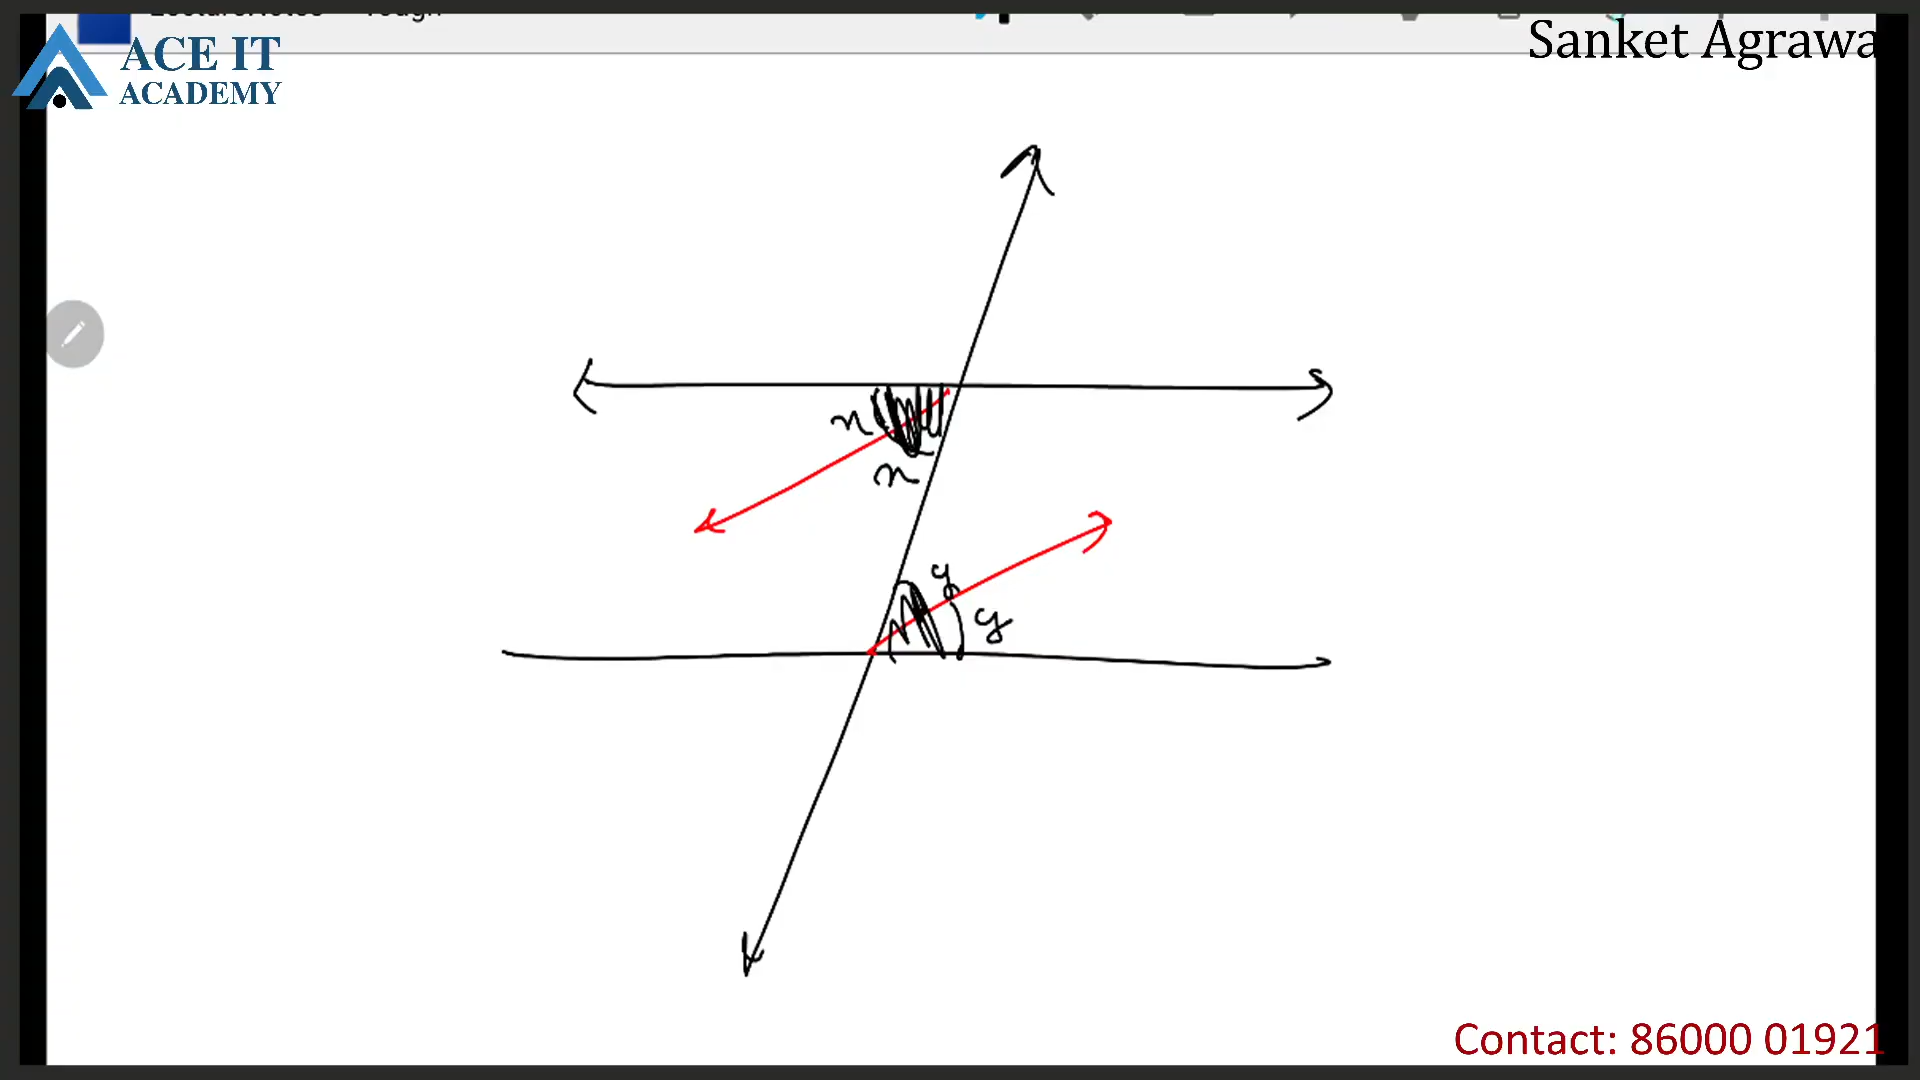 Sanket Agrawa
ACE IT
ACADEMY
x
x
y
y
Contact: 86000 01921